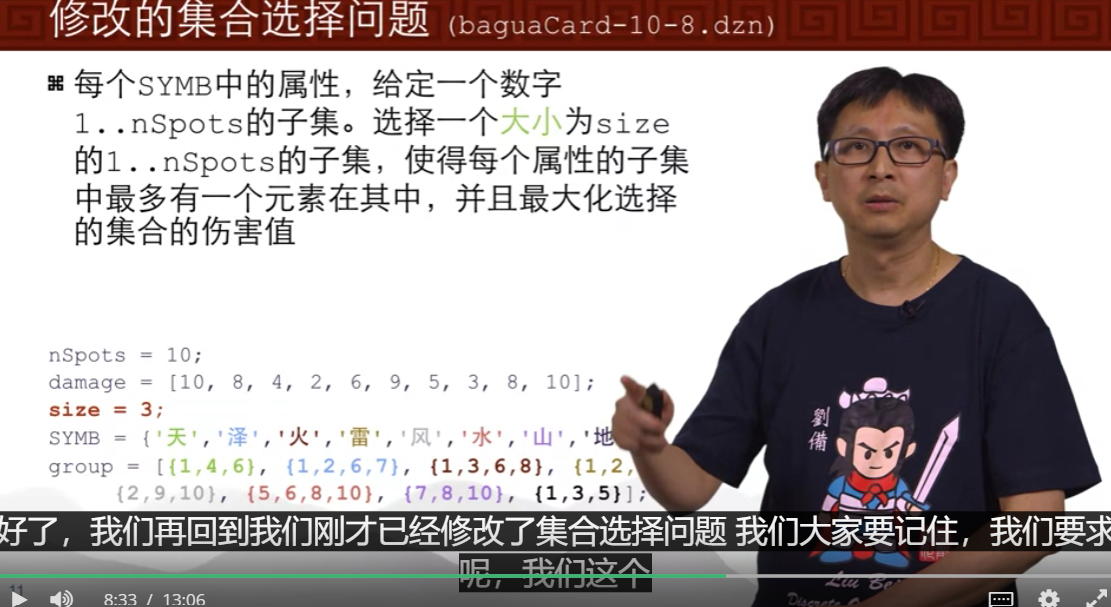 修改的集合选择问题 (baguaCard-10-8.dzn)
⌘ 每个SYMB中的属性，给定一个数字
1..nSpots的子集。选择一个大小为size
的1..nSpots的子集，使得每个属性的子集
中最多有一个元素在其中，并且最大化选择
的集合的伤害值
nSpots = 10;
damage = [10, 8, 4, 2, 6, 9, 5, 3, 8, 10];
size = 3;
SYMB = {'天','泽','火','雷','风','水','山','地
group = [{1,4,6}, {1,2,6,7}, {1,3,6,8}, {1,2,
{2,9,10}, {5,6,8,10}, {7,8,10}, {1,3,5}];
劉備
好了，我们再回到我们刚才已经修改了集合选择问题 我们大家要记住，我们要求
呢，我们这个
Liu Bei
Discrete O
11
8:33 / 13:06